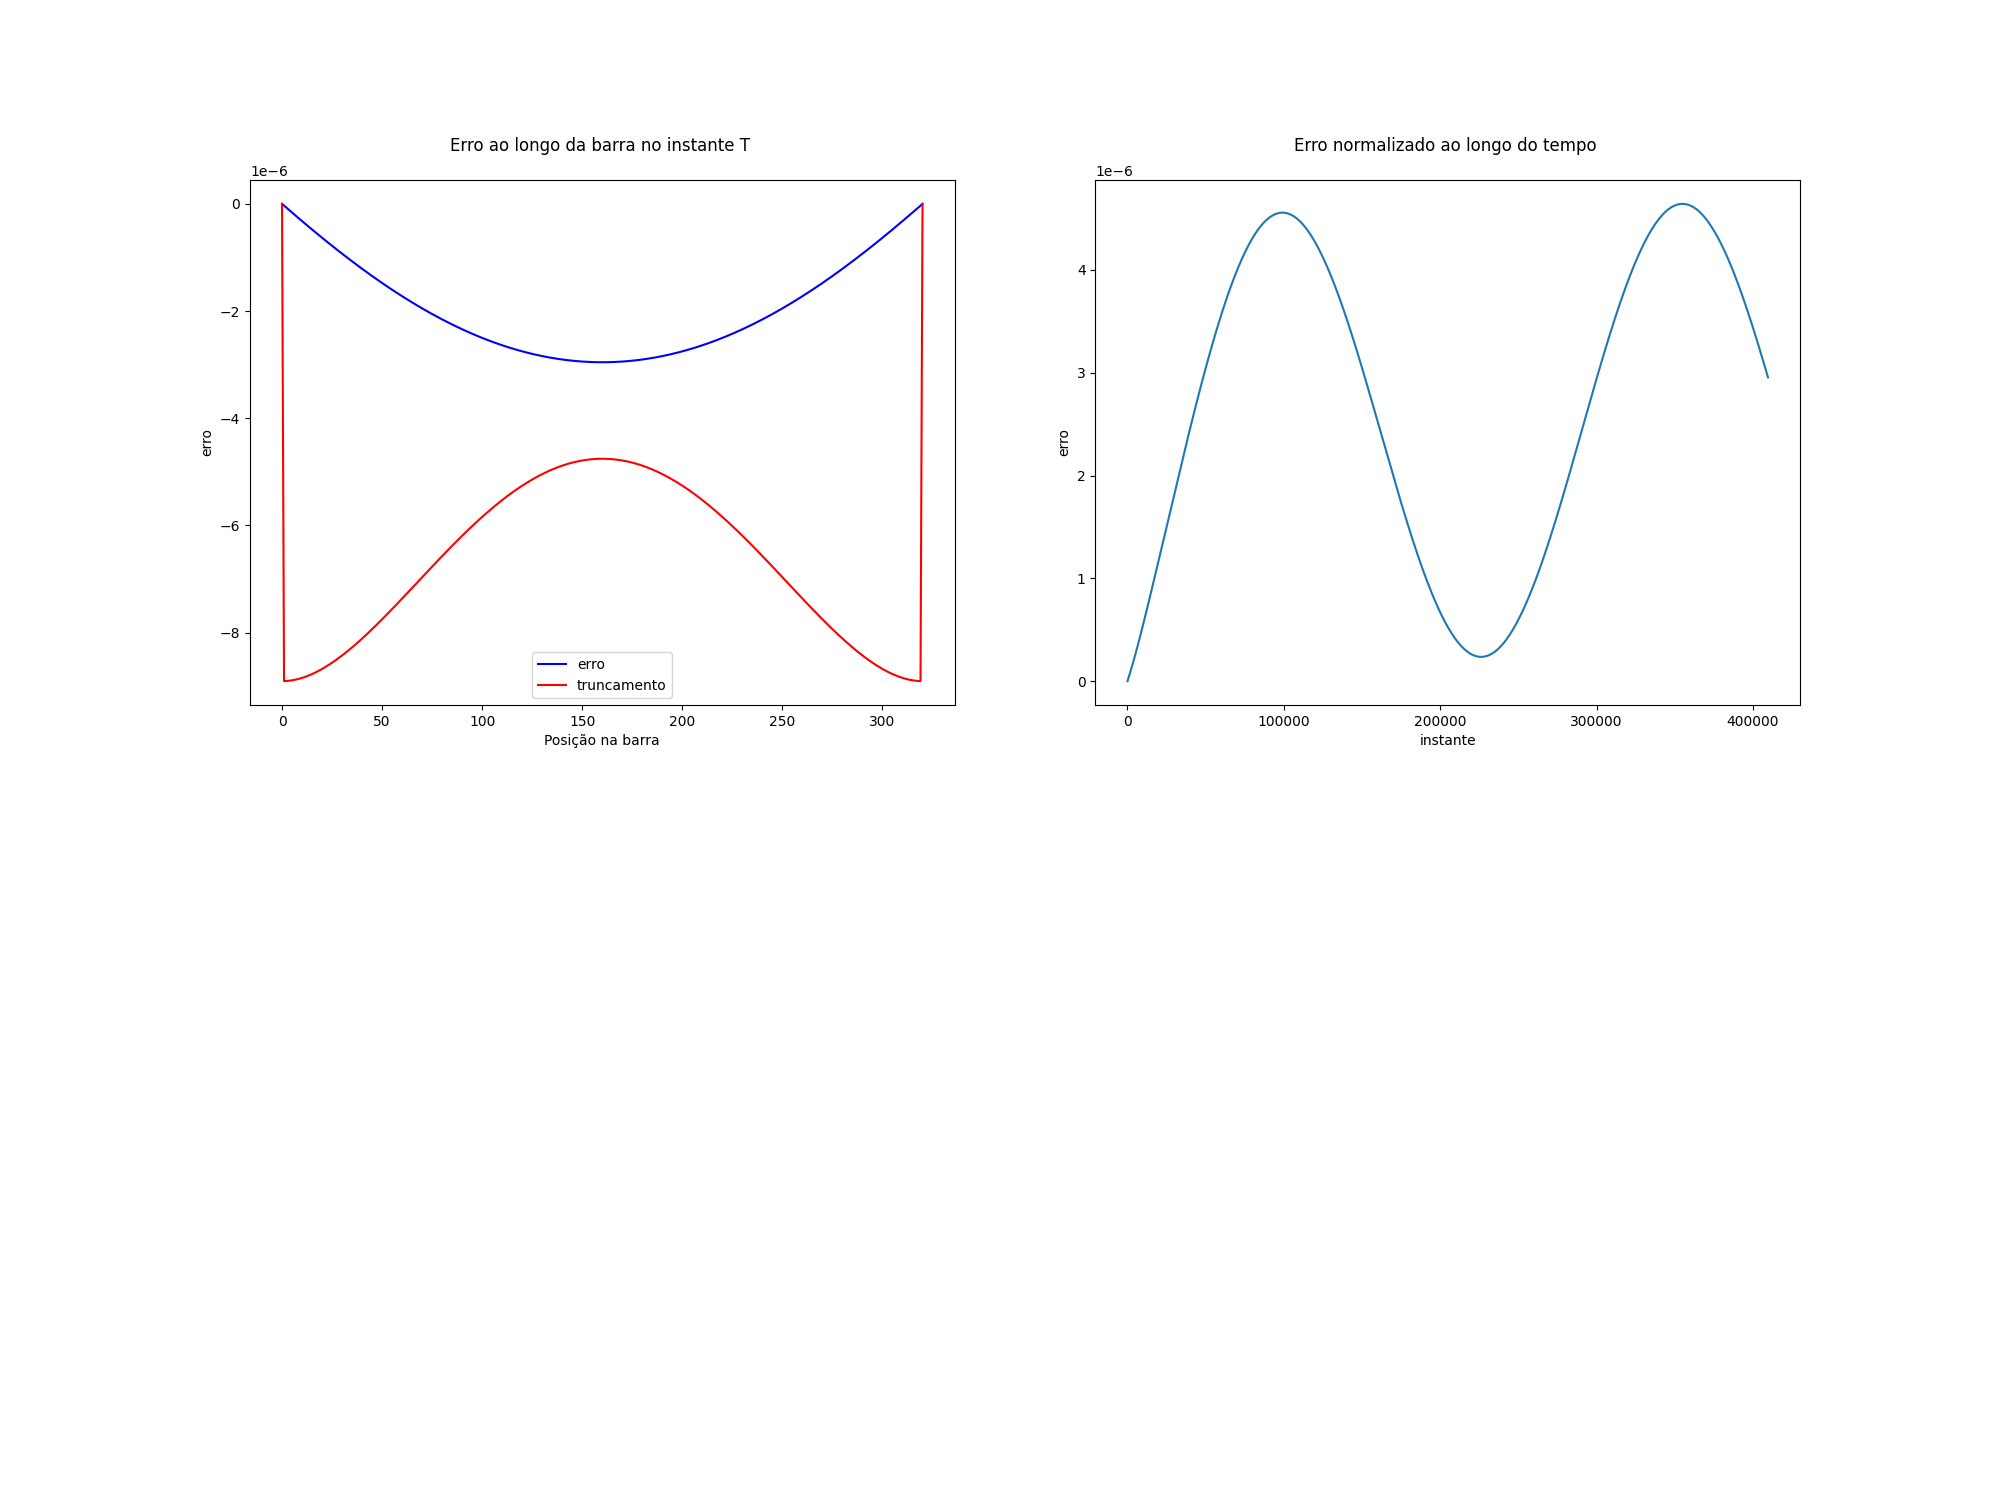 Erro ao longo da barra no instante T
1e−6
0
−2
−4
−6
−8
erro
erro
truncamento
0 50 100 150 200 250 300
Posição na barra
Erro normalizado ao longo do tempo
1e−6
4
3
2
1
0
erro
0 100000 200000 300000 400000
instante